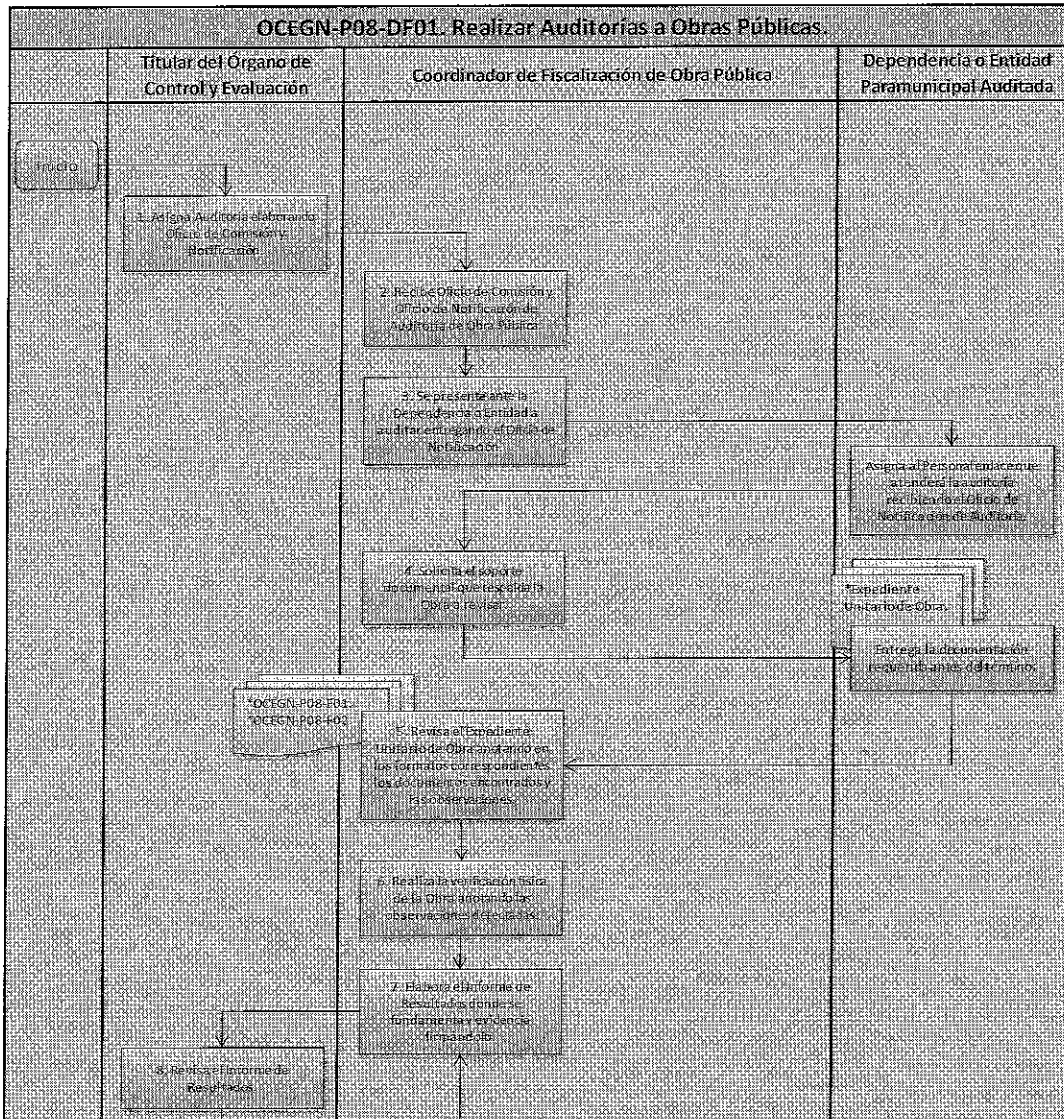 OCEGN-P08-DF01. Realizar Auditorías a Obras Públicas.
Titular del Órgano de
Control y Evaluación
Coordinador de Fiscalización de Obra Pública
Dependencia o Entidad
Paramunicipal Auditada
Inicio
1. Asigna Auditoría elaborando
Oficio de Comisión y
Notificación
2. Recibe Oficio de Comisión y
Oficio de Notificación de
Auditoría de Obra Pública
3. Se presenta ante la
Dependencia o Entidad a
auditar entregando el Oficio de
Notificación
Asigna al Personal enlace que
atenderá la auditoria
recibiendo el Oficio de
Notificación de Auditoría.
4. Solicita el soporte
documental que respalda la
Obra a revisar.
*Expediente
Unitario de Obra.
Entrega la documentación
requerida antes del término.
*OCEGN-P08-F01.
*OCEGN-P08-F02
5. Revisa el Expediente
Unitario de Obra anotando en
los formatos correspondientes
los documentos encontrados y
las observaciones.
6. Realiza la verificación física
de la Obra anotando las
observaciones detectadas.
7. Elabora el Informe de
Resultados donde se
fundamenta y evidencia
firmándolo.
8. Revisa el Informe de
Resultados.